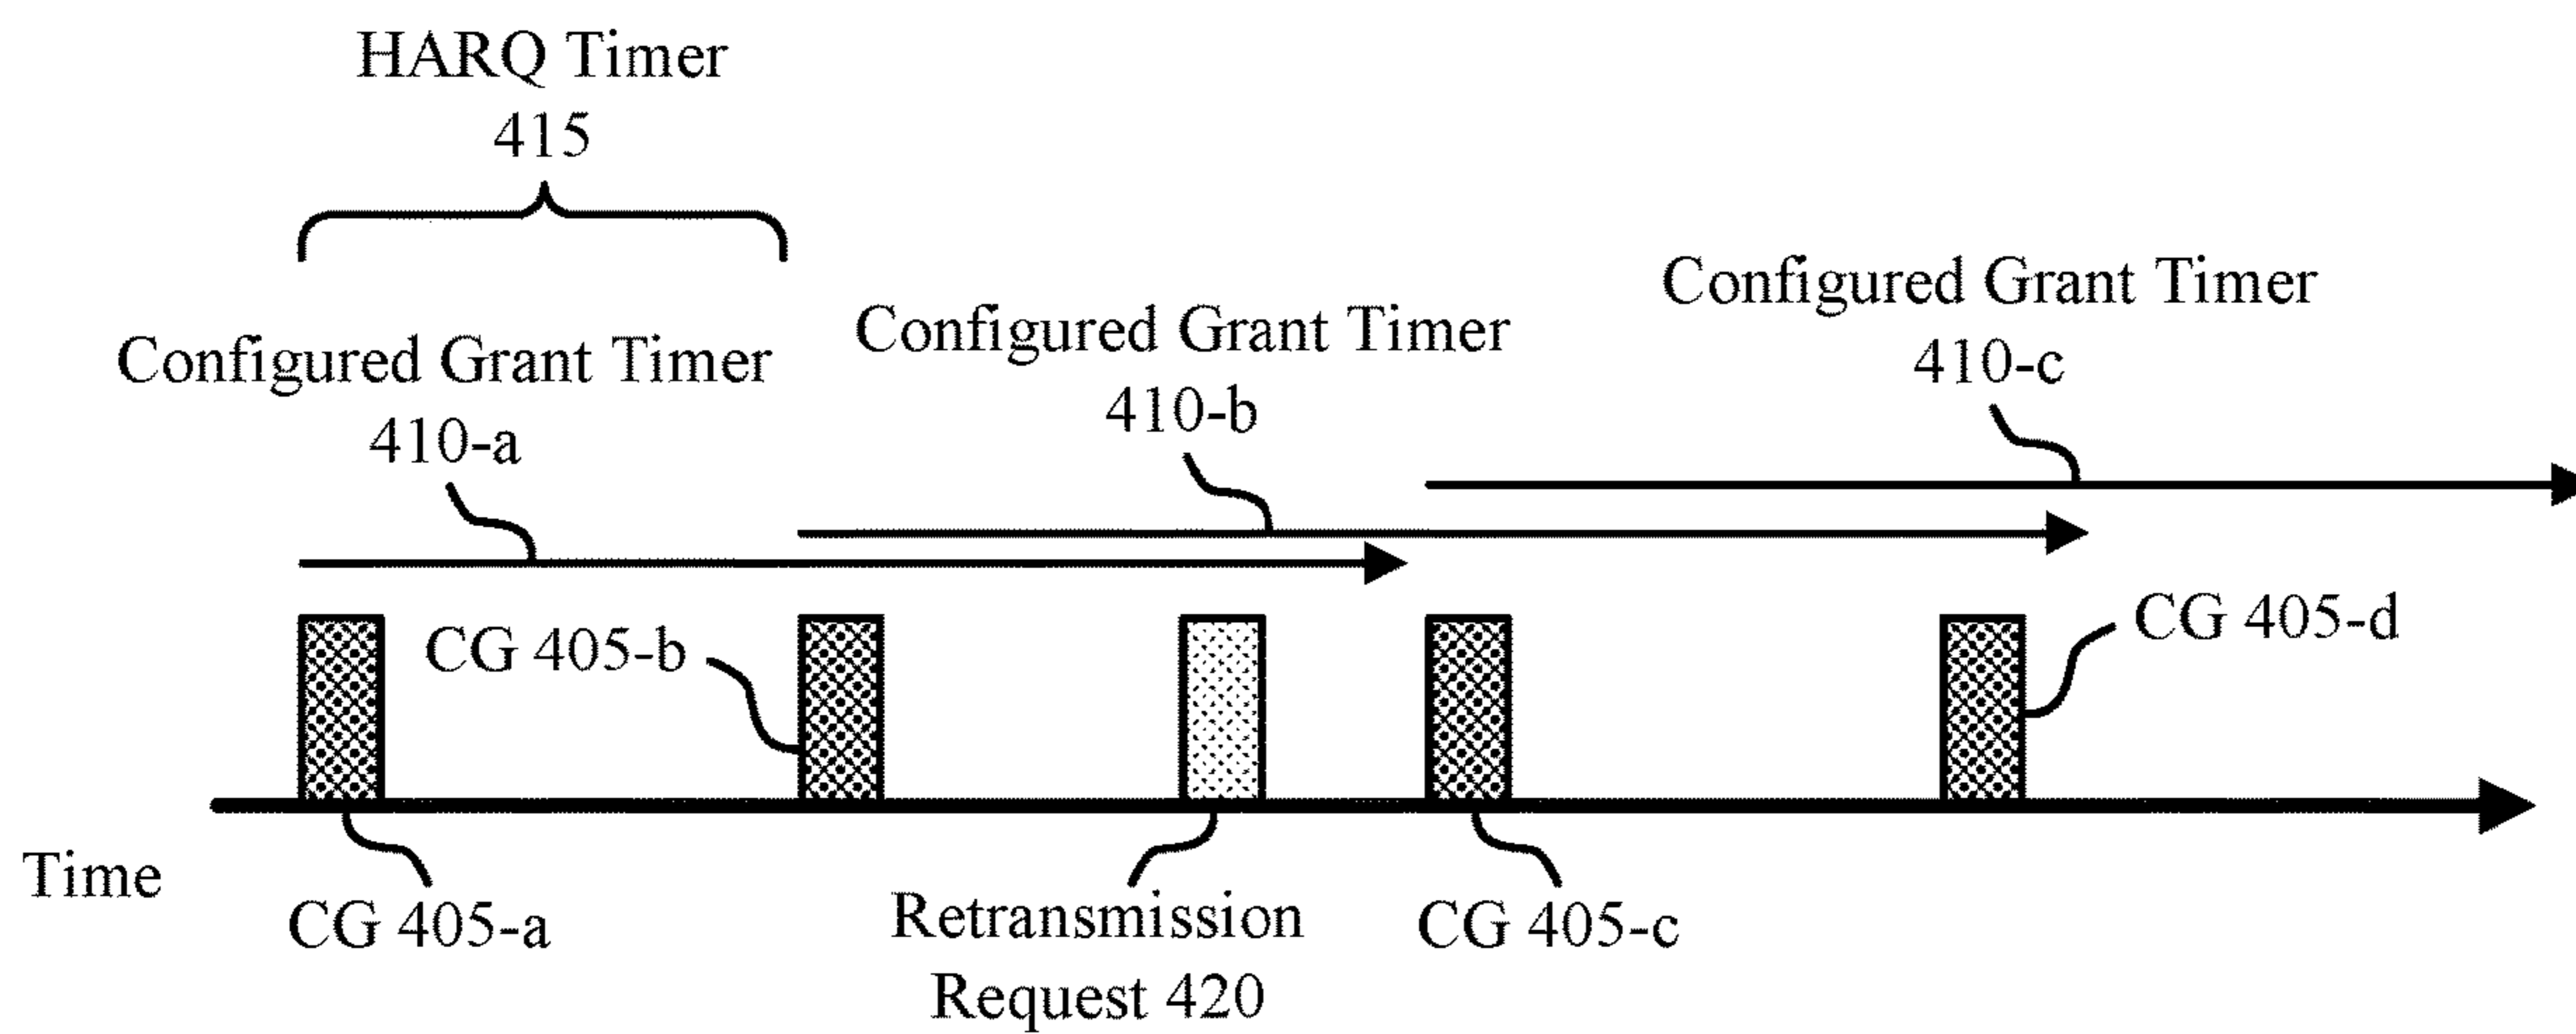 HARQ Timer
415
Configured Grant Timer
410-a
Configured Grant Timer
410-b
Configured Grant Timer
410-c
CG 405-b
CG 405-d
Time
CG 405-a
Retransmission
Request 420
CG 405-c